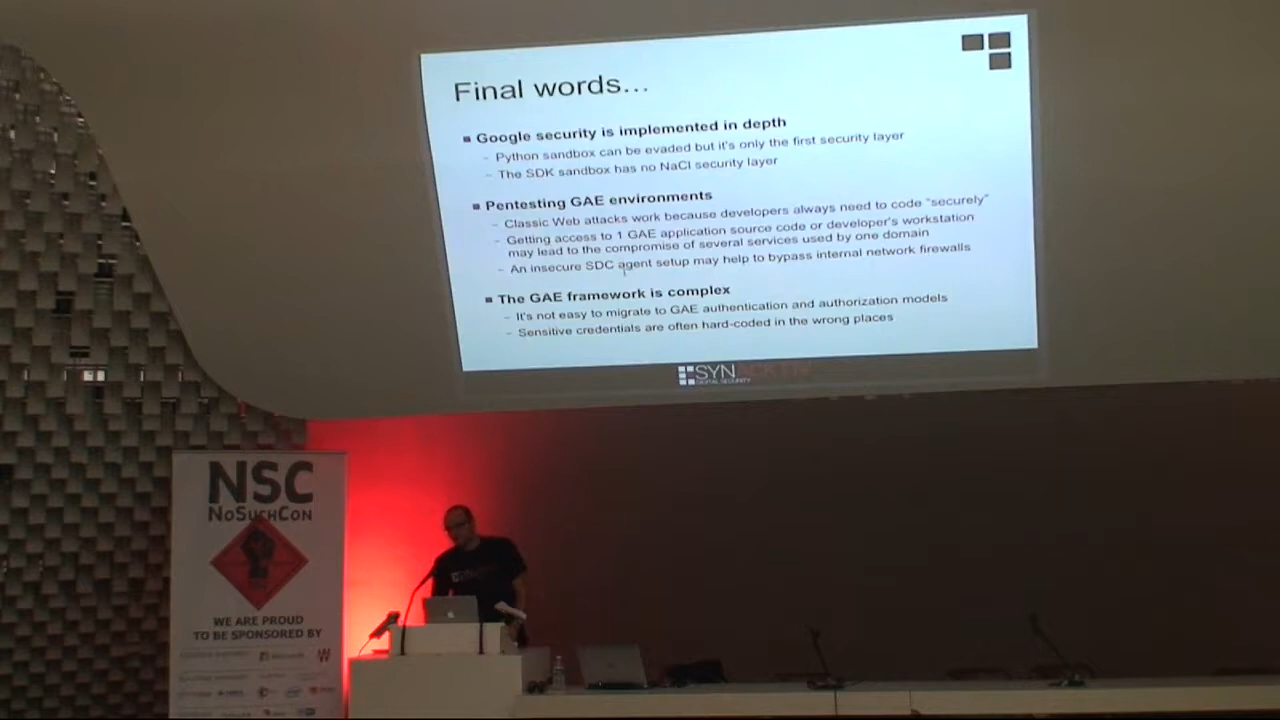 Final words...
Google security is implemented in depth
– Python sandbox can be evaded but it's only the first security layer
– The SDK sandbox has no NaCl security layer
Pentesting GAE environments
– Classic Web attacks work because developers always need to code "securely"
– Getting access to 1 GAE application source code or developer's workstation
may lead to the compromise of several services used by one domain
– An insecure SDC agent setup may help to bypass internal network firewalls
The GAE framework is complex
– It's not easy to migrate to GAE authentication and authorization models
– Sensitive credentials are often hard-coded in the wrong places
SYNACKTIV
DIGITAL SECURITY
NSC
NoSuchCon
WE ARE PROUD
TO BE SPONSORED BY